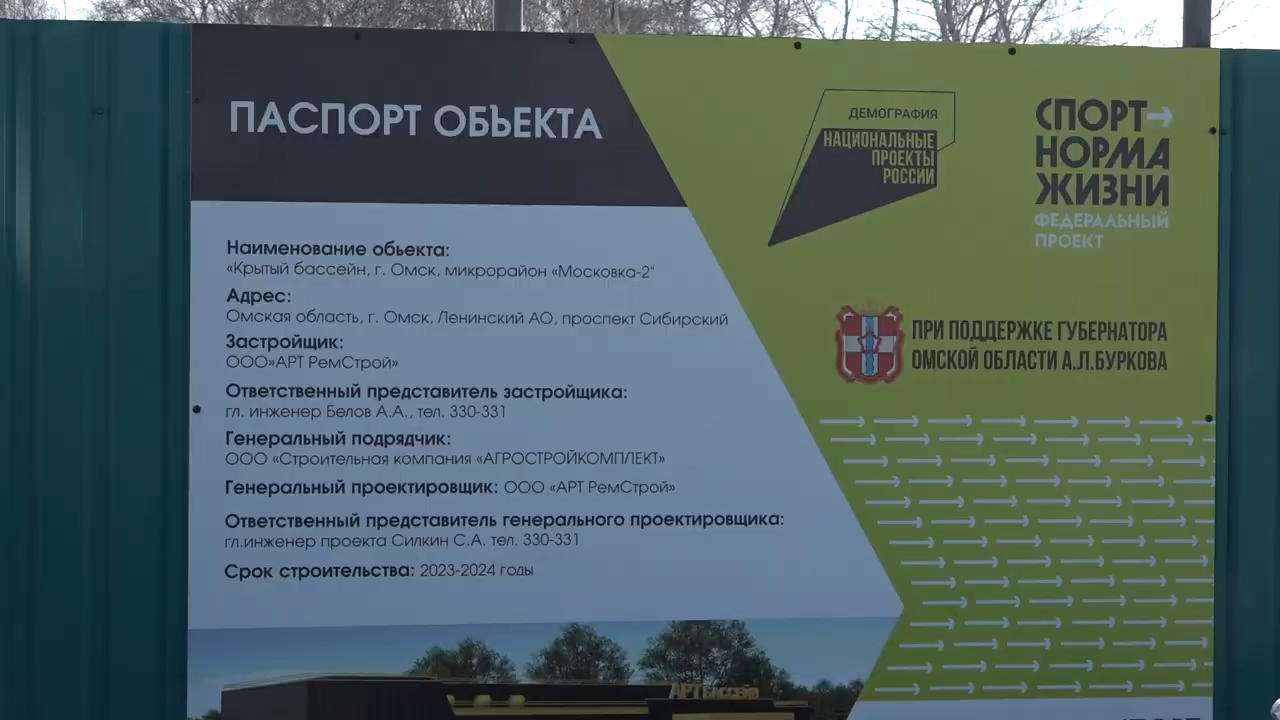 ПАСПОРТ ОБЪЕКТА
Наименование объекта:
«Крытый бассейн, г. Омск, микрорайон «Московка-2"
Адрес:
Омская область, г. Омск, Ленинский АО, проспект Сибирский
Застройщик:
ООО»АРТ РемСтрой»
Ответственный представитель застройщика:
гл. инженер Белов А.А., тел. 330-331
Генеральный подрядчик:
ООО «Строительная компания «АГРОСТРОЙКОМПЛЕКТ»
Генеральный проектировщик: ООО «АРТ РемСтрой»
Ответственный представитель генерального проектировщика:
гл.инженер проекта Силкин С.А. тел. 330-331
Срок строительства: 2023-2024 годы
ДЕМОГРАФИЯ
НАЦИОНАЛЬНЫЕ
ПРОЕКТЫ
РОССИИ
СПОРТ→
НОРМА
ЖИЗНИ
ФЕДЕРАЛЬНЫЙ
ПРОЕКТ
ПРИ ПОДДЕРЖКЕ ГУБЕРНАТОРА
ОМСКОЙ ОБЛАСТИ А.Л.БУРКОВА
АРТ бассейн